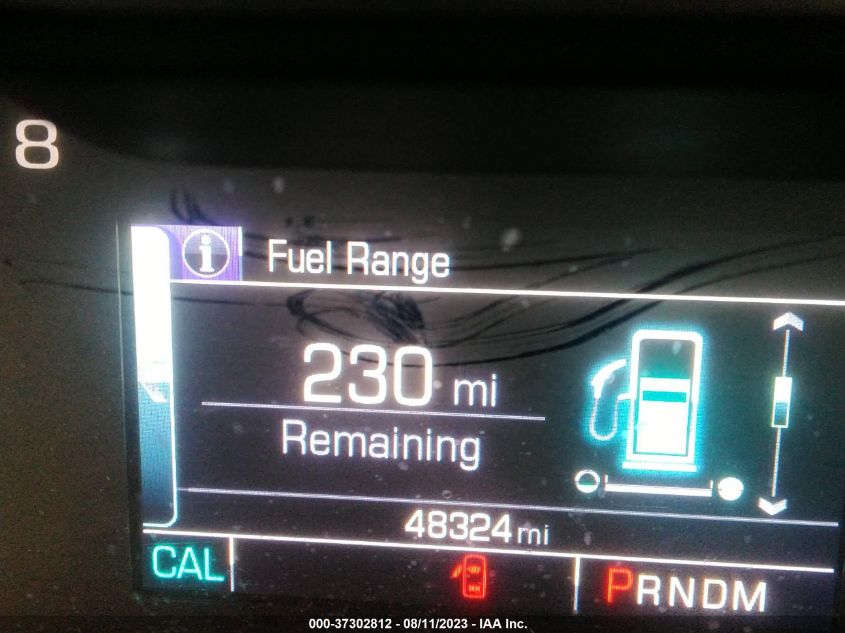 8
i Fuel Range
230 mi
Remaining
48324 mi
CAL PRNDM
000-37302812 - 08/11/2023 - IAA Inc.